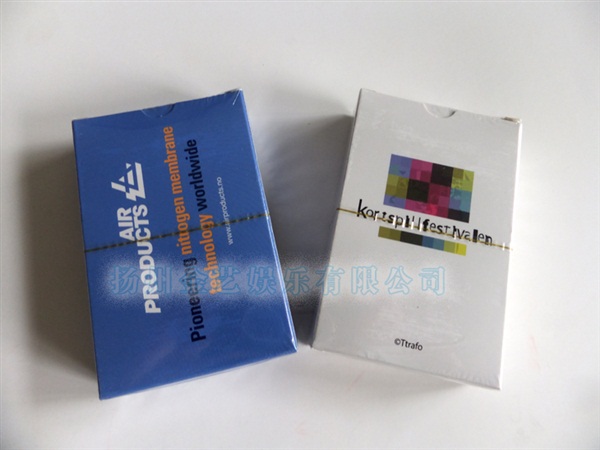 AIR
PRODUCTS
Pioneering nitrogen membrane
technology worldwide
www.airproducts.no
kortspillfestivalen
©Ttrafo
扬州金艺娱乐有限公司